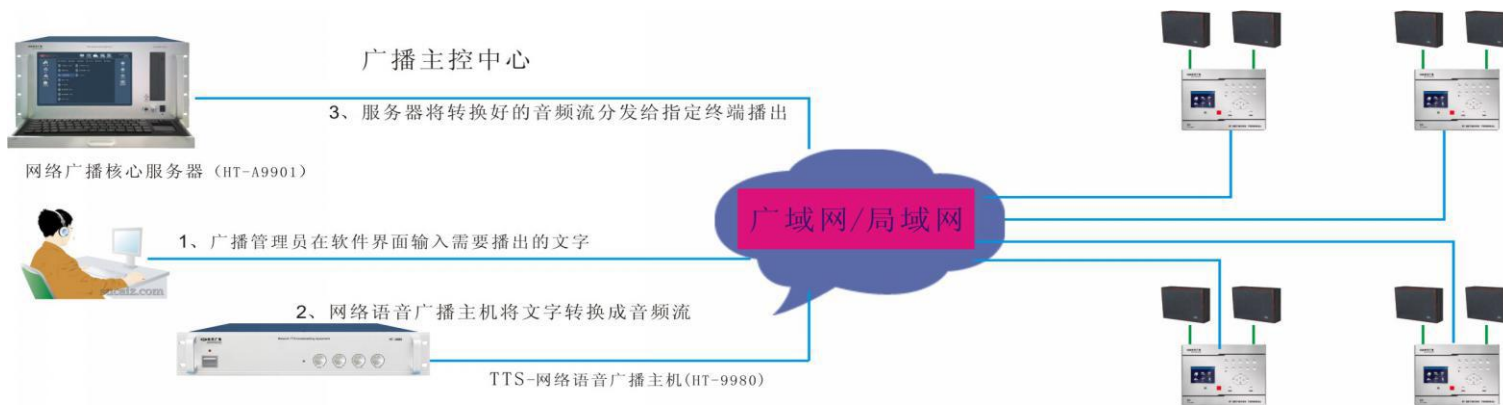 广播主控中心
3、服务器将转换好的音频流分发给指定终端播出
网络广播核心服务器（HT-A9901）
广域网/局域网
1、广播管理员在软件界面输入需要播出的文字
sucaiz.com
2、网络语音广播主机将文字转换成音频流
TTS-网络语音广播主机(HT-9980)